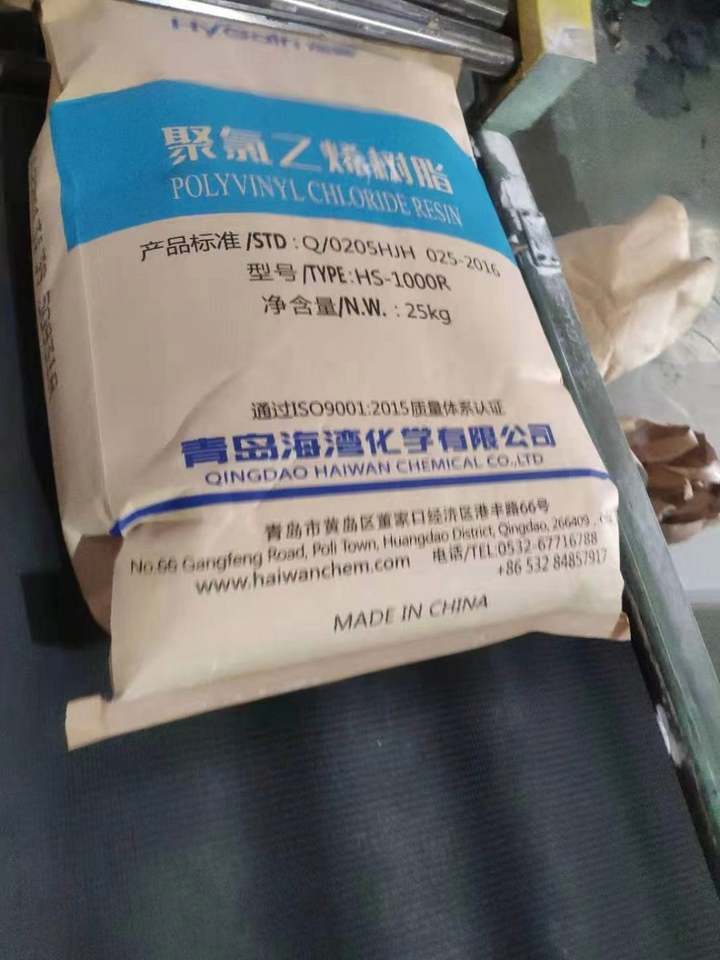 聚氯乙烯树脂
POLYVINYL CHLORIDE RESIN
产品标准/STD：Q/0205HJH 025-2016
型号/TYPE:HS-1000R
净含量/N.W.：25kg
通过ISO9001:2015质量体系认证
青岛海湾化学有限公司
QINGDAO HAIWAN CHEMICAL CO.,LTD
青岛市黄岛区董家口经济区港丰路66号
No.66 Gangfeng Road, Poli Town, Huangdao District, Qingdao, 266409 ,
www.haiwanchem.com 电话/TEL:0532-67716788
+86 532 84857917
MADE IN CHINA